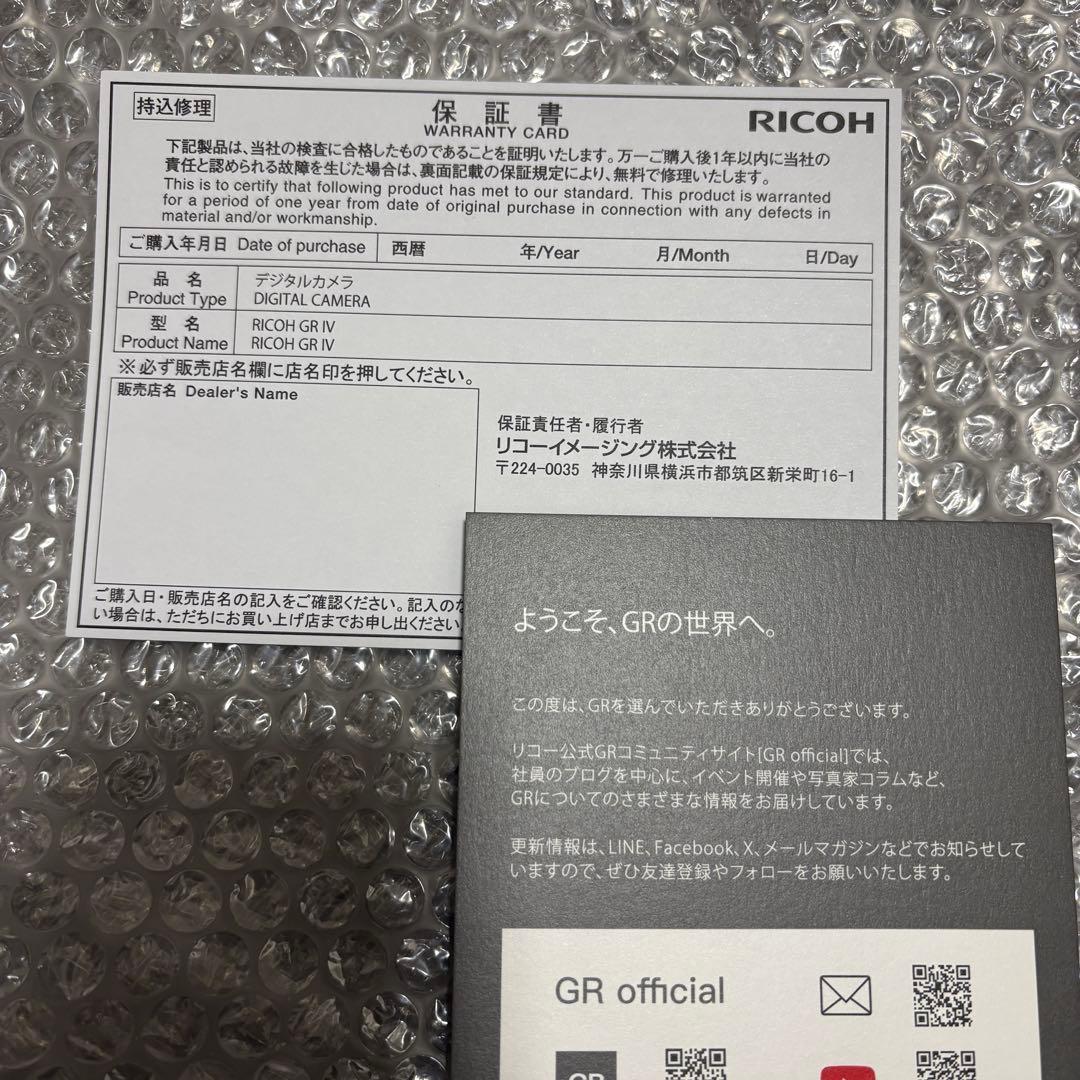 持込修理
保証書
WARRANTY CARD
RICOH
下記製品は、当社の検査に合格したものであることを証明いたします。万一ご購入後1年以内に当社の
責任と認められる故障を生じた場合は、裏面記載の保証規定により、無料で修理いたします。
This is to certify that following product has met to our standard. This product is warranted
for a period of one year from date of original purchase in connection with any defects in
material and/or workmanship.
ご購入年月日 Date of purchase 西暦 年/Year 月/Month 日/Day
品名 デジタルカメラ
Product Type DIGITAL CAMERA
型名 RICOH GR IV
Product Name RICOH GR IV
※必ず販売店名欄に店名印を押してください。
販売店名 Dealer's Name
保証責任者・履行者
リコーイメージング株式会社
〒224-0035 神奈川県横浜市都筑区新栄町16-1
ご購入日・販売店名の記入をご確認ください。記入のな
い場合は、ただちにお買い上げ店までお申し出ください
ようこそ、GRの世界へ。
この度は、GRを選んでいただきありがとうございます。
リコー公式GRコミュニティサイト[GR official]では、
社員のブログを中心に、イベント開催や写真家コラムなど、
GRについてのさまざまな情報をお届けしています。
更新情報は、LINE、Facebook、X、メールマガジンなどでお知らせして
いますので、ぜひ友達登録やフォローをお願いいたします。
GR official
GR